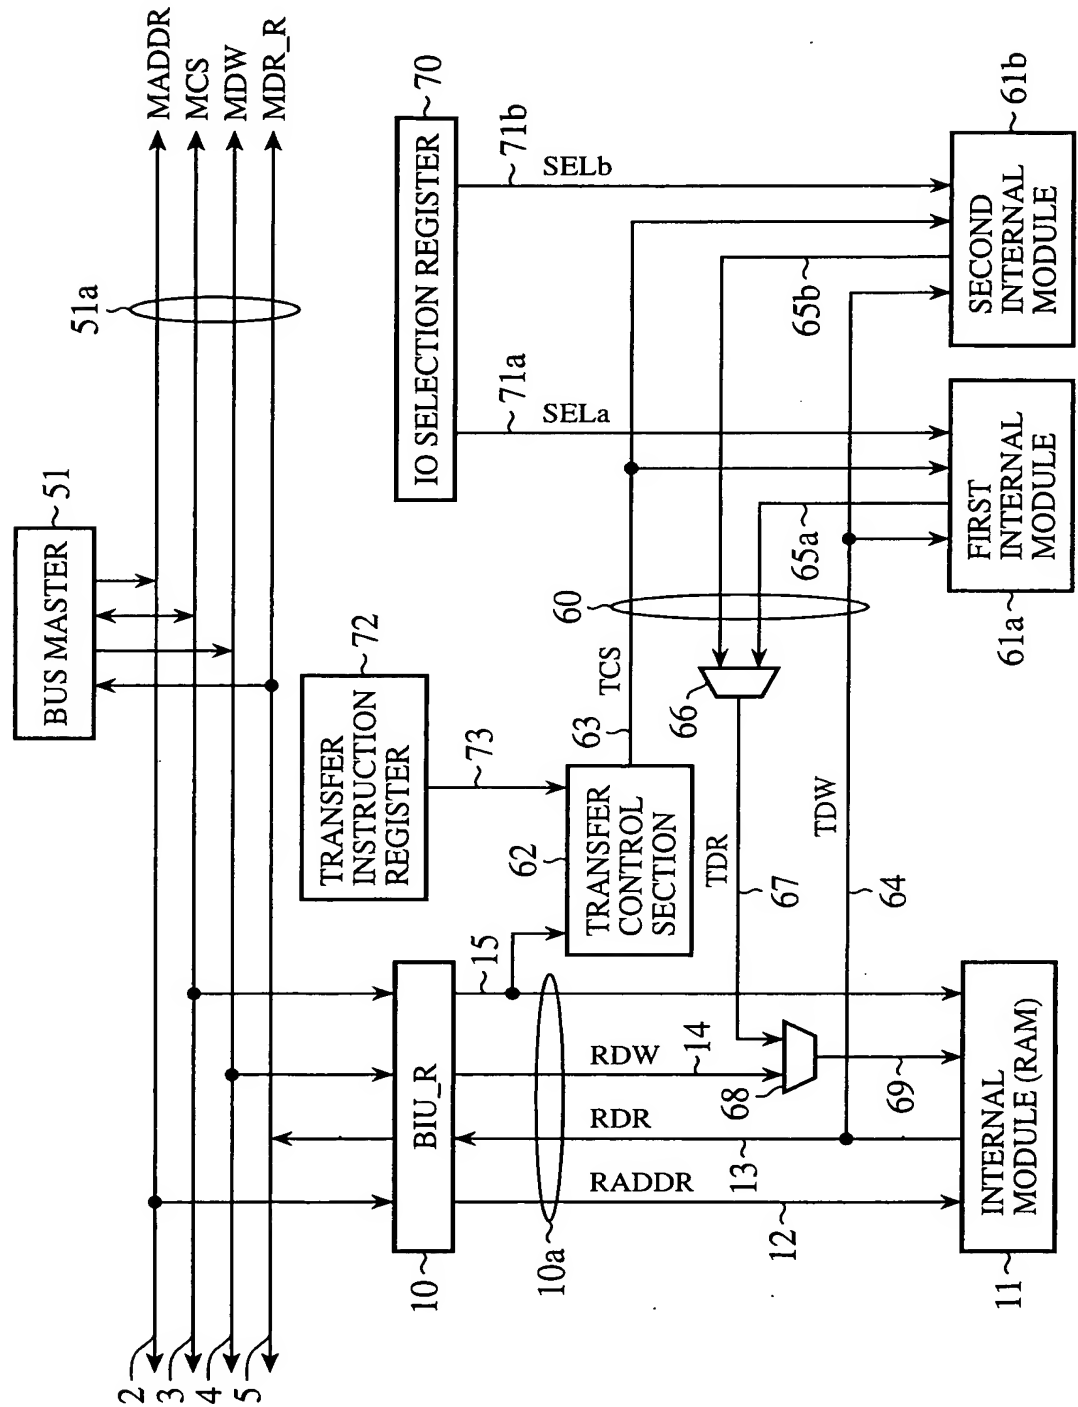 MADDR
MCS
MDW
MDR_R
51a
BUS MASTER
51
2
3
4
5
IO SELECTION REGISTER
70
71a
SELa
71b
SELb
TRANSFER
INSTRUCTION
REGISTER
72
73
TRANSFER
CONTROL
SECTION
62
63
TCS
60
66
65a
65b
TDR
67
TDW
64
BIU_R
10
10a
15
RDW
14
RDR
13
RADDR
12
68
69
INTERNAL
MODULE (RAM)
11
FIRST
INTERNAL
MODULE
61a
SECOND
INTERNAL
MODULE
61b